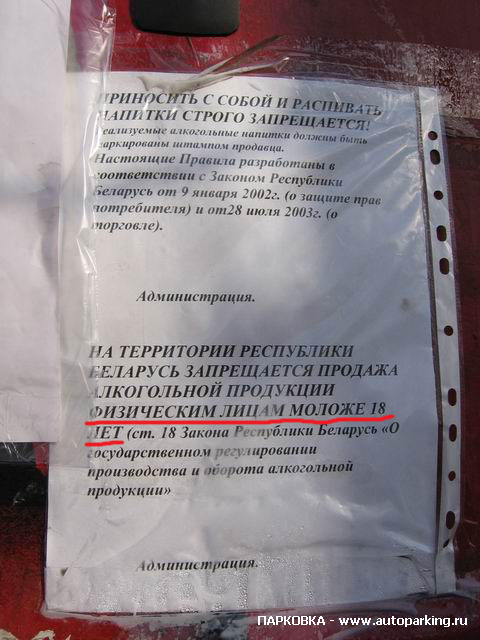 ПРИНОСИТЬ С СОБОЙ И РАСПИВАТЬ
НАПИТКИ СТРОГО ЗАПРЕЩАЕТСЯ!
Реализуемые алкогольные напитки должны быть
маркированы штампом продавца.
Настоящие Правила разработаны в
соответствии с Законом Республики
Беларусь от 9 января 2002г. (о защите прав
потребителя) и от28 июля 2003г. (о
торговле).
Администрация.
НА ТЕРРИТОРИИ РЕСПУБЛИКИ
БЕЛАРУСЬ ЗАПРЕЩАЕТСЯ ПРОДАЖА
АЛКОГОЛЬНОЙ ПРОДУКЦИИ
ФИЗИЧЕСКИМ ЛИЦАМ МОЛОЖЕ 18
ЛЕТ (ст. 18 Закона Республики Беларусь «О
государственном регулировании
производства и оборота алкогольной
продукции»
Администрация.
ПАРКОВКА - www.autoparking.ru